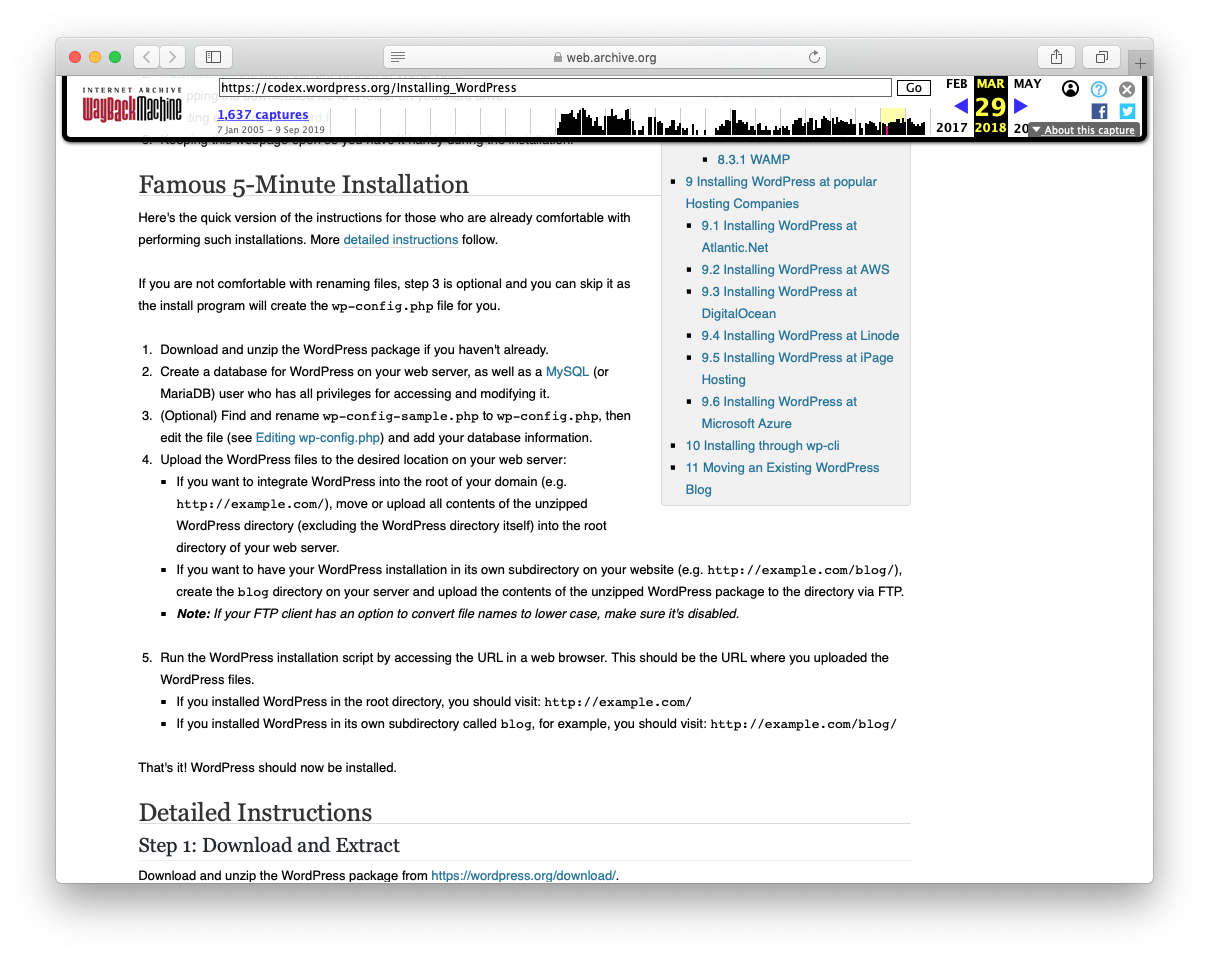 web.archive.org
INTERNET ARCHIVE
WayBackMachine
https://codex.wordpress.org/Installing_WordPress
Go
FEB MAR MAY
1,637 captures
29
7 Jan 2005 – 9 Sep 2019
2017 2018 20
About this capture
5. Keeping this webpage open so you have it handy during the installation.
Famous 5-Minute Installation
Here's the quick version of the instructions for those who are already comfortable with
performing such installations. More detailed instructions follow.
If you are not comfortable with renaming files, step 3 is optional and you can skip it as
the install program will create the wp-config.php file for you.
1. Download and unzip the WordPress package if you haven't already.
2. Create a database for WordPress on your web server, as well as a MySQL (or
MariaDB) user who has all privileges for accessing and modifying it.
3. (Optional) Find and rename wp-config-sample.php to wp-config.php, then
edit the file (see Editing wp-config.php) and add your database information.
4. Upload the WordPress files to the desired location on your web server:
If you want to integrate WordPress into the root of your domain (e.g.
http://example.com/), move or upload all contents of the unzipped
WordPress directory (excluding the WordPress directory itself) into the root
directory of your web server.
If you want to have your WordPress installation in its own subdirectory on your website (e.g. http://example.com/blog/),
create the blog directory on your server and upload the contents of the unzipped WordPress package to the directory via FTP.
Note: If your FTP client has an option to convert file names to lower case, make sure it's disabled.
5. Run the WordPress installation script by accessing the URL in a web browser. This should be the URL where you uploaded the
WordPress files.
If you installed WordPress in the root directory, you should visit: http://example.com/
If you installed WordPress in its own subdirectory called blog, for example, you should visit: http://example.com/blog/
That's it! WordPress should now be installed.
Detailed Instructions
Step 1: Download and Extract
Download and unzip the WordPress package from https://wordpress.org/download/.
8.3.1 WAMP
9 Installing WordPress at popular
Hosting Companies
9.1 Installing WordPress at
Atlantic.Net
9.2 Installing WordPress at AWS
9.3 Installing WordPress at
DigitalOcean
9.4 Installing WordPress at Linode
9.5 Installing WordPress at iPage
Hosting
9.6 Installing WordPress at
Microsoft Azure
10 Installing through wp-cli
11 Moving an Existing WordPress
Blog